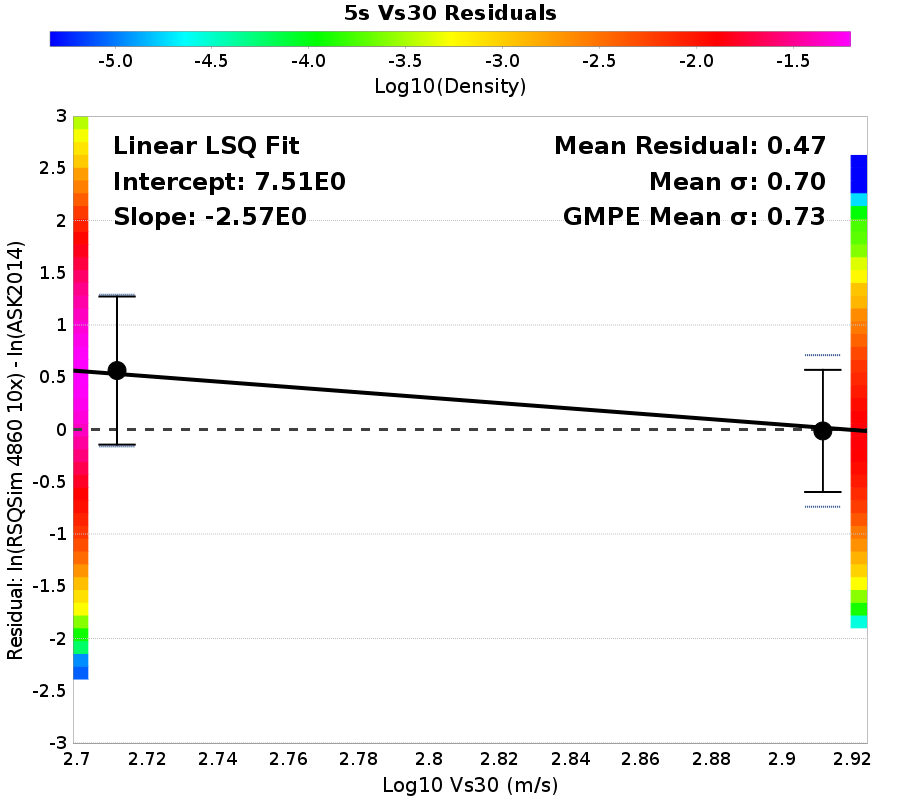 5s Vs30 Residuals
-5.0 -4.5 -4.0 -3.5 -3.0 -2.5 -2.0 -1.5
Log10(Density)
Linear LSQ Fit
Intercept: 7.51E0
Slope: -2.57E0
Mean Residual: 0.47
Mean σ: 0.70
GMPE Mean σ: 0.73
Residual: ln(RSQSim 4860 10x) - ln(ASK2014)
3
2.5
2
1.5
1
0.5
0
-0.5
-1
-1.5
-2
-2.5
-3
2.7 2.72 2.74 2.76 2.78 2.8 2.82 2.84 2.86 2.88 2.9 2.92
Log10 Vs30 (m/s)